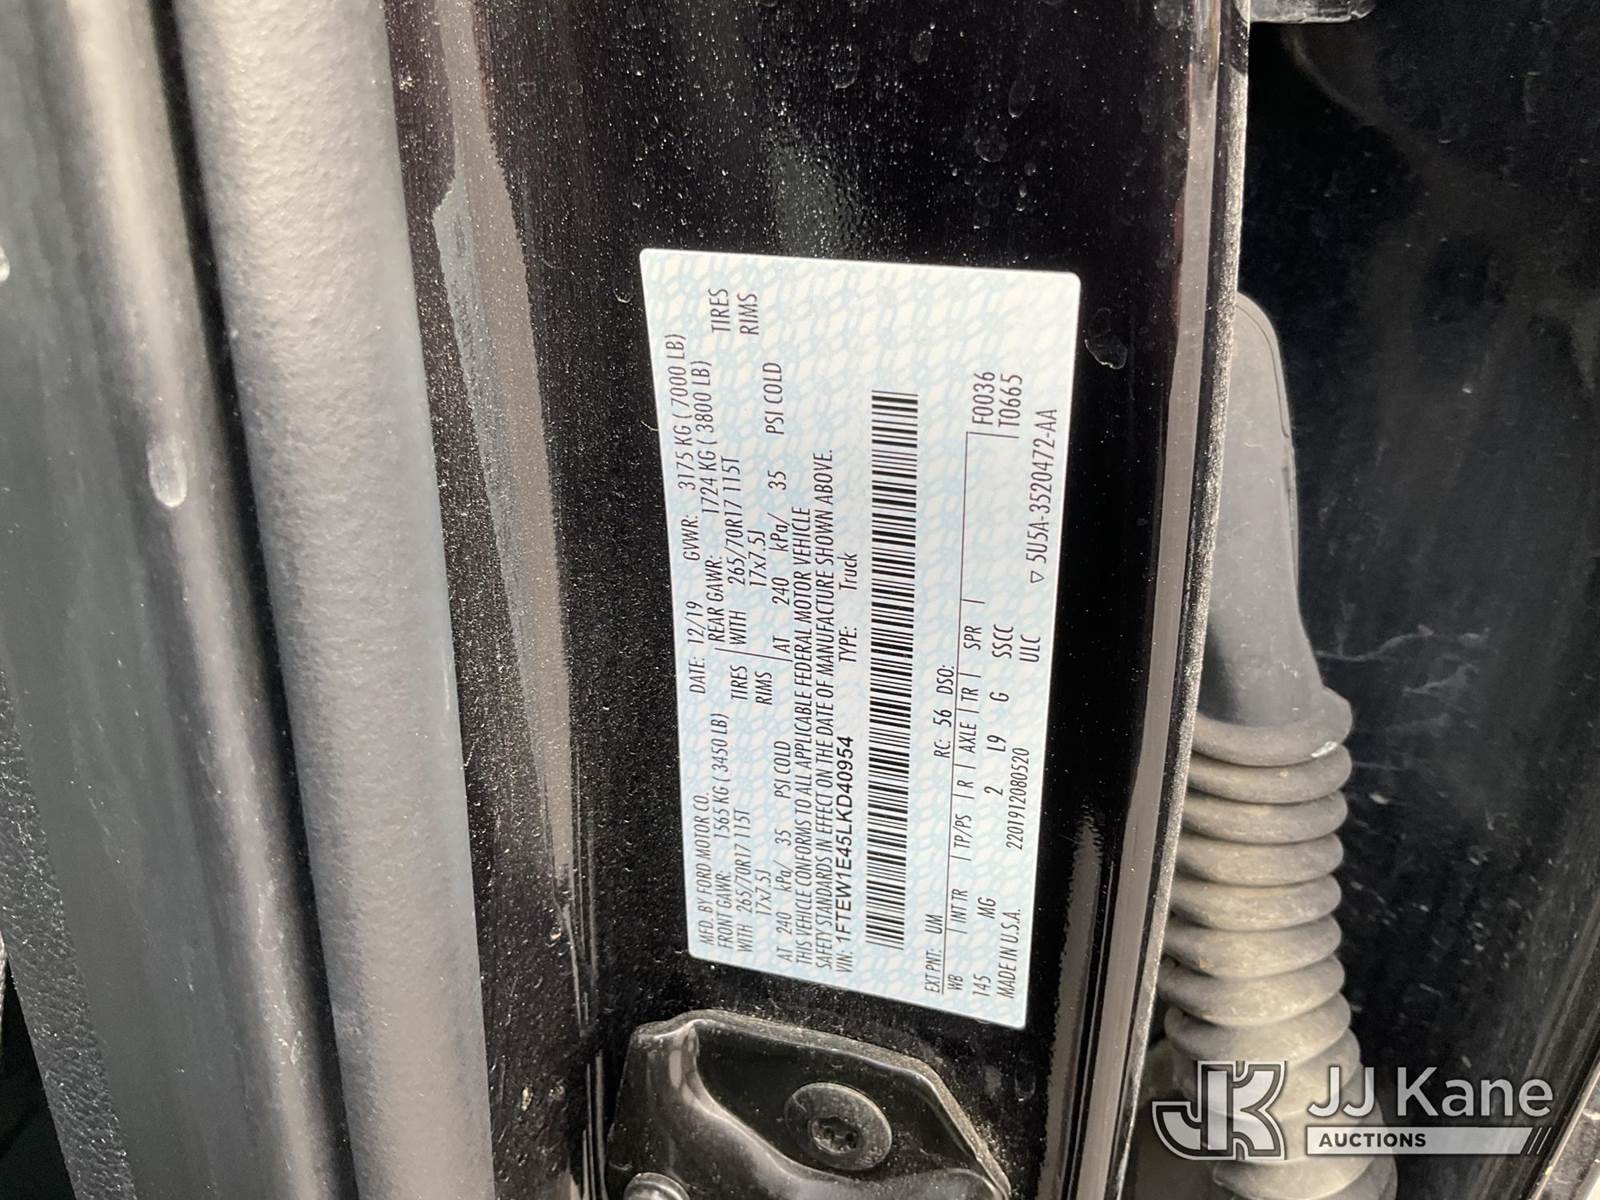 MFD. BY FORD MOTOR CO. DATE: 12/19 GVWR: 3175 KG ( 7000 LB)
FRONT GAWR: 1565 KG ( 3450 LB) REAR GAWR: 1724 KG ( 3800 LB)
WITH 265/70R17 115T TIRES WITH 265/70R17 115T TIRES
17x7.5J RIMS 17x7.5J RIMS
AT 240 kPa/ 35 PSI COLD AT 240 kPa/ 35 PSI COLD
THIS VEHICLE CONFORMS TO ALL APPLICABLE FEDERAL MOTOR VEHICLE
SAFETY STANDARDS IN EFFECT ON THE DATE OF MANUFACTURE SHOWN ABOVE.
VIN: 1FTEW1E45LKD40954 TYPE: Truck
EXT PNT: UM RC: 56 DSO:
WB INT TR TP/PS R AXLE TR SPR F0036
145 MG 2 L9 G SSCC T0665
MADE IN U.S.A. 220191208052​0 ULC 5U5A-3520472-AA
JK JJ Kane
AUCTIONS